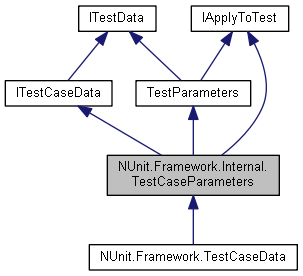 ITestData
IApplyToTest
ITestCaseData
TestParameters
NUnit.Framework.Internal.
TestCaseParameters
NUnit.Framework.TestCaseData